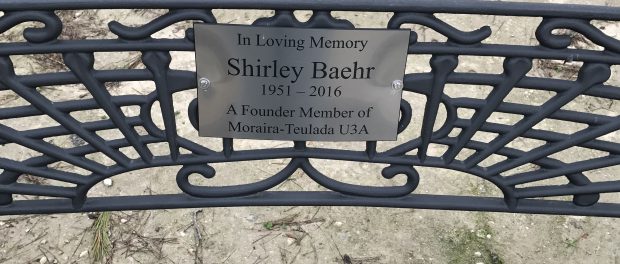 In Loving Memory
Shirley Baehr
1951 – 2016
A Founder Member of
Moraira-Teulada U3A